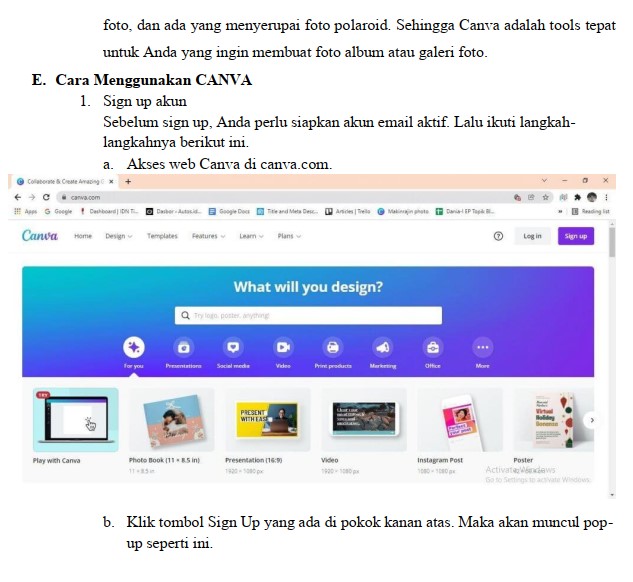 foto, dan ada yang menyerupai foto polaroid. Sehingga Canva adalah tools tepat
untuk Anda yang ingin membuat foto album atau galeri foto.
E. Cara Menggunakan CANVA
1. Sign up akun
Sebelum sign up, Anda perlu siapkan akun email aktif. Lalu ikuti langkah-
langkahnya berikut ini.
a. Akses web Canva di canva.com.
Collaborate & Create Amazing G
canva.com
Apps Google Dashboard | IDN Ti... Dasbor - Autos.id... Google Docs Title and Meta Desc... Articles | Trello Makinrajin photo Reading list
Canva Home Design Templates Features Learn Plans Log in Sign up
What will you design?
Try logo, poster, anything!
For you Presentations Social media Video Print products Marketing Office More
PRESENT
WITH EASE
Virtual
Holiday
Bonanza
Play with Canva Photo Book (11 × 8.5 in) Presentation (16:9) Video Instagram Post Poster
11 × 8.5 in 1920 × 1080 px 1920 × 1080 px 1080 × 1080 px
Activate Windows
Go to Settings to activate Windows.
b. Klik tombol Sign Up yang ada di pokok kanan atas. Maka akan muncul pop-
up seperti ini.